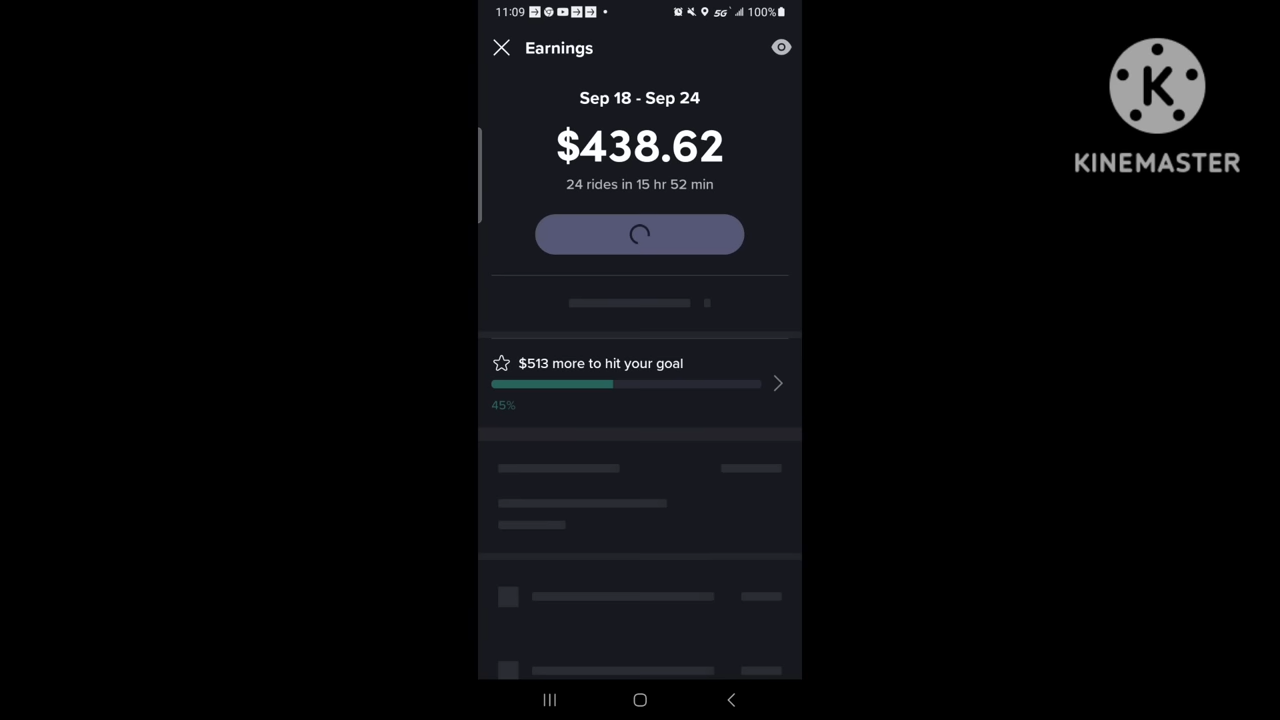 11:09 5G 100%
Earnings
Sep 18 - Sep 24
$438.62
24 rides in 15 hr 52 min
$513 more to hit your goal
45%
K
KINEMASTER